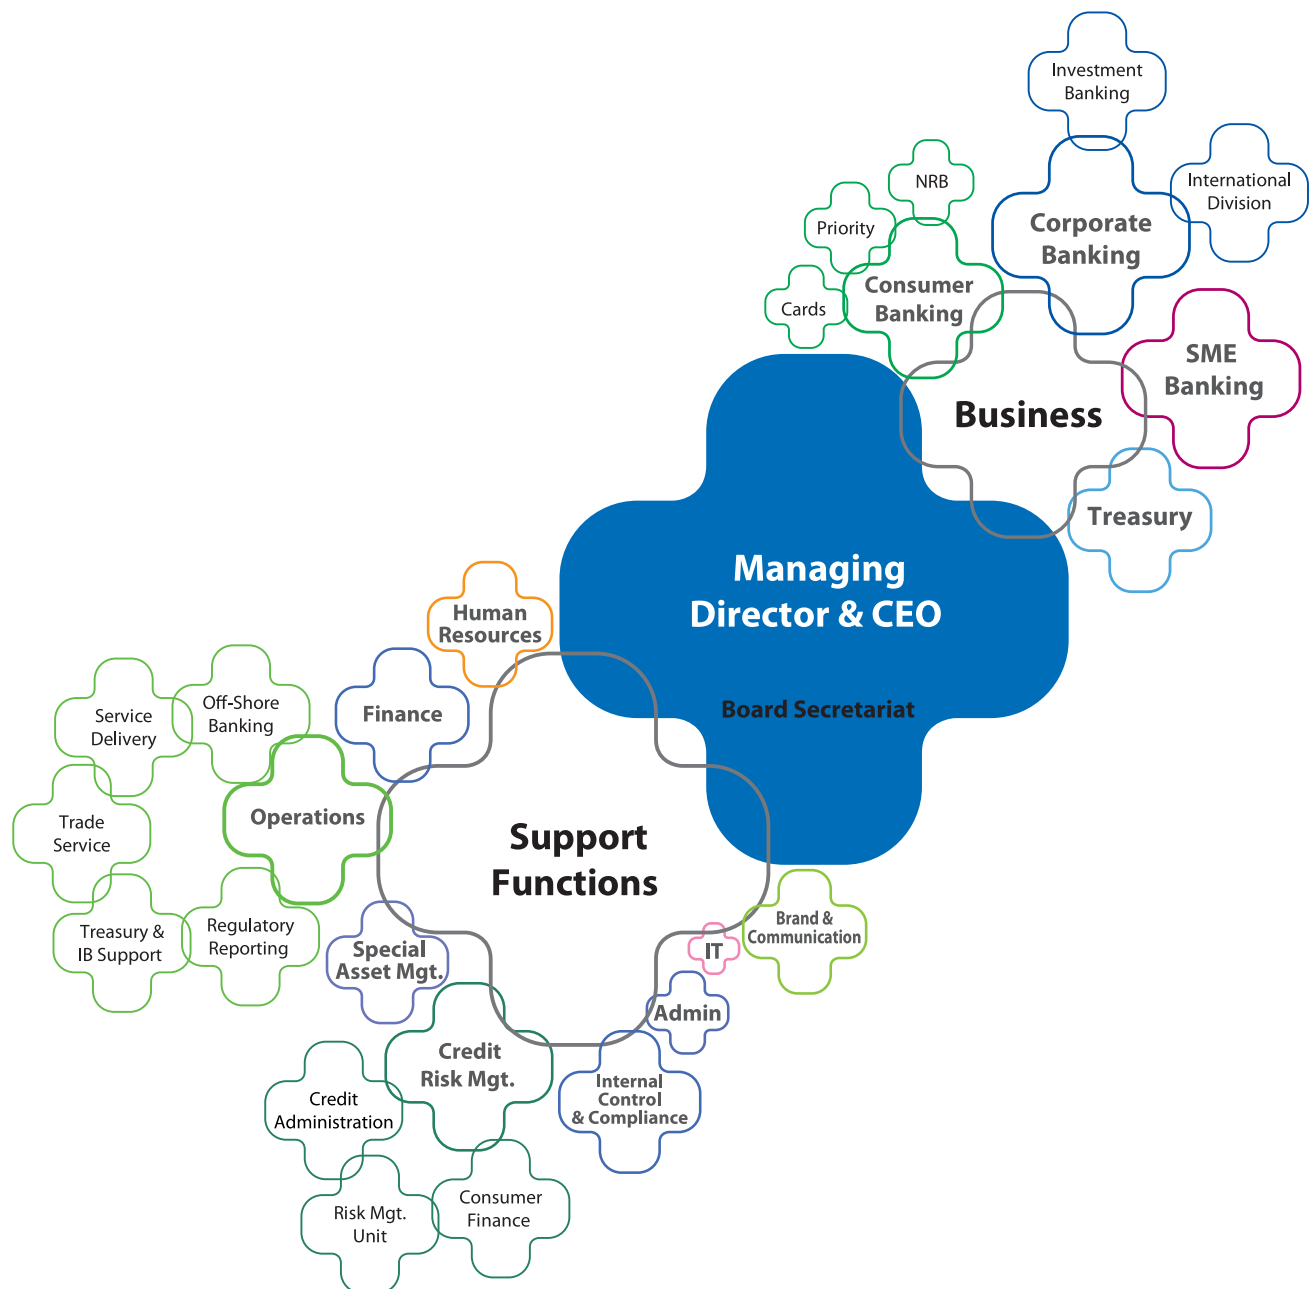 Investment
Banking
International
Division
NRB
Priority
Cards
Corporate
Banking
Consumer
Banking
SME
Banking
Business
Treasury
Managing
Director & CEO
Board Secretariat
Human
Resources
Finance
Off-Shore
Banking
Service
Delivery
Operations
Trade
Service
Treasury &
IB Support
Regulatory
Reporting
Support
Functions
Special
Asset Mgt.
Brand &
Communication
IT
Admin
Credit
Risk Mgt.
Internal
Control
& Compliance
Credit
Administration
Risk Mgt.
Unit
Consumer
Finance